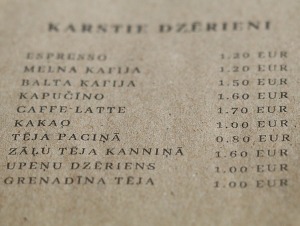 KARSTIE DZĒRIENI
ESPRESSO 1.20 EUR
MELNA KAFIJA 1.20 EUR
BALTA KAFIJA 1.50 EUR
KAPUČĪNO 1.60 EUR
CAFFE-LATTE 1.70 EUR
KAKAO 1.00 EUR
TĒJA PACIŅĀ 0.80 EUR
ZĀĻU TĒJA KANNIŅĀ 1.60 EUR
UPEŅU DZĒRIENS 1.00 EUR
GRENADĪNA TĒJA 1.00 EUR